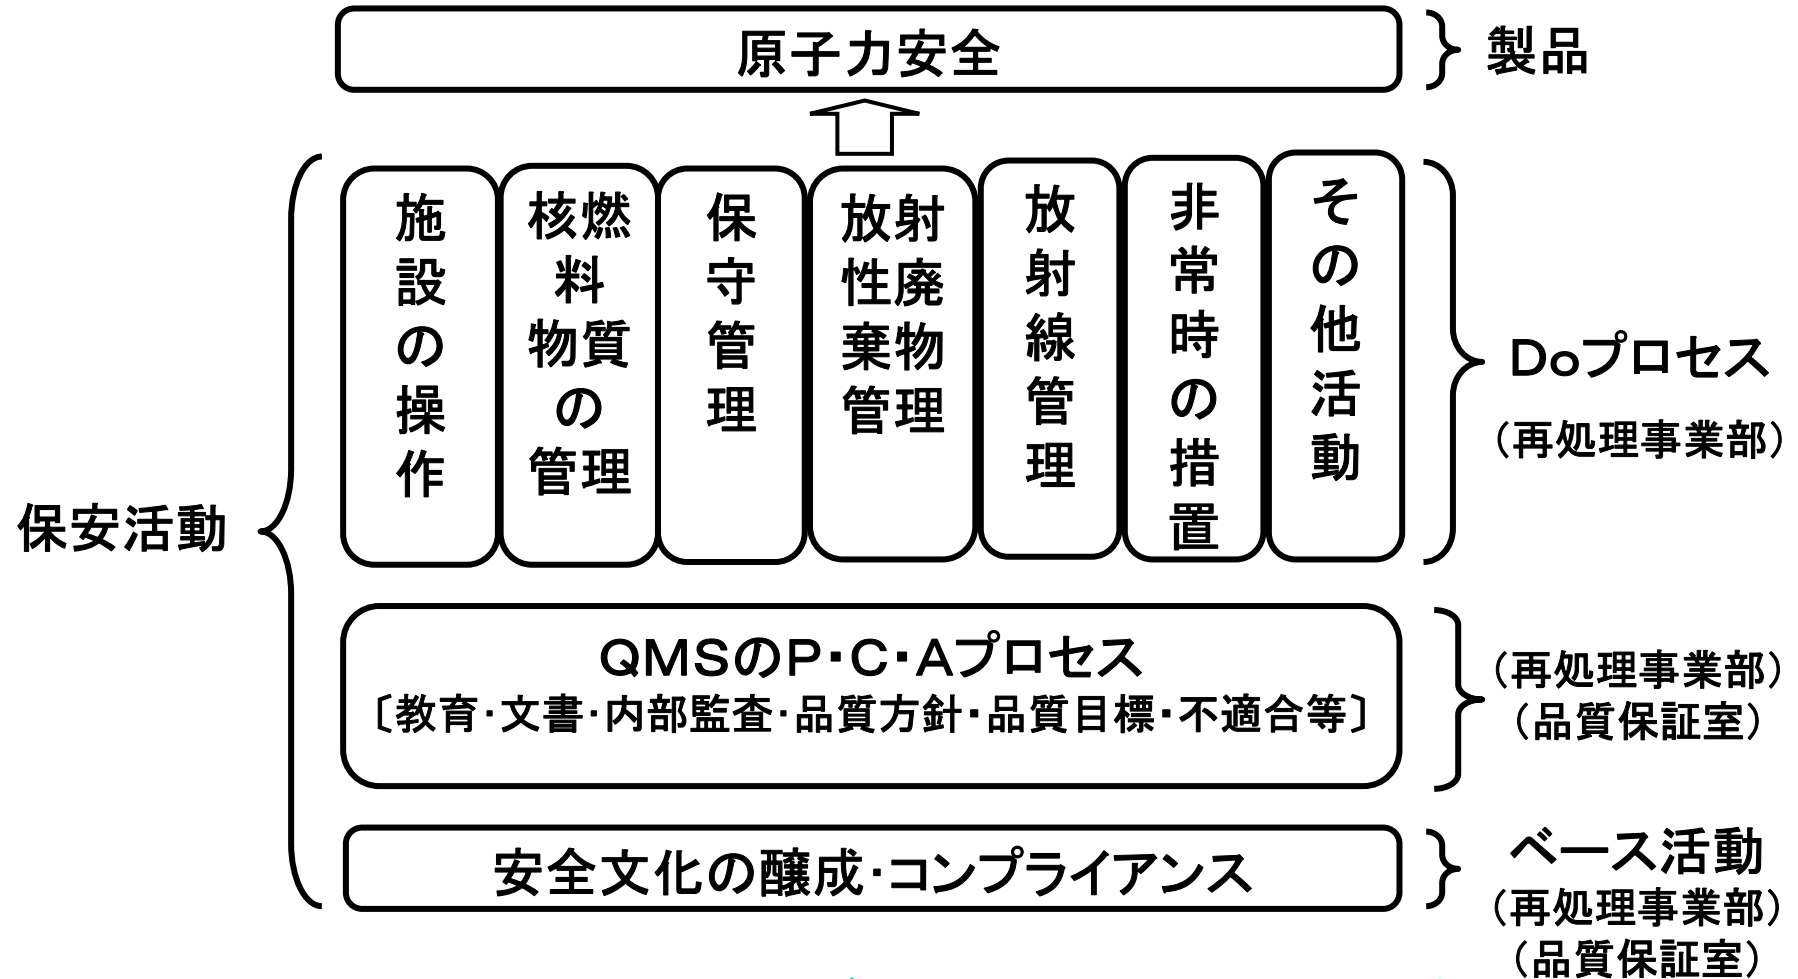 原子力安全
製品
保安活動
施設の操作
核燃
料
物質
の
管理
保守管理
放射
性廃
棄物
管理
放射線管理
非常時の措置
その他活動
Doプロセス
（再処理事業部）
QMSのP・C・Aプロセス
〔教育・文書・内部監査・品質方針・品質目標・不適合等〕
（再処理事業部）
（品質保証室）
安全文化の醸成・コンプライアンス
ベース活動
（再処理事業部）
（品質保証室）